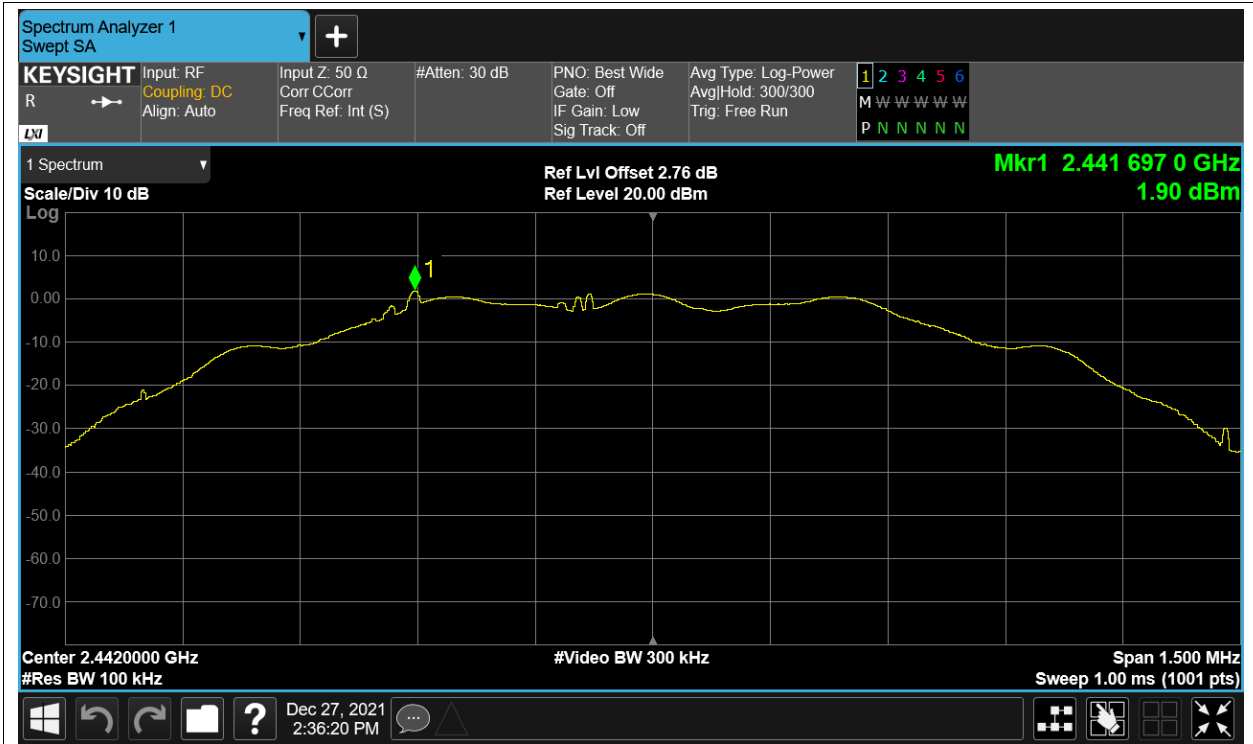 Spectrum Analyzer 1
Swept SA
KEYSIGHT
R
LXI
Input: RF
Coupling: DC
Align: Auto
Input Z: 50 Ω
Corr CCorr
Freq Ref: Int (S)
#Atten: 30 dB
PNO: Best Wide
Gate: Off
IF Gain: Low
Sig Track: Off
Avg Type: Log-Power
Avg|Hold: 300/300
Trig: Free Run
1 2 3 4 5 6
M W W W W W
P N N N N N
1 Spectrum
Scale/Div 10 dB
Log
Ref Lvl Offset 2.76 dB
Ref Level 20.00 dBm
Mkr1 2.441 697 0 GHz
1.90 dBm
1
10.0
0.00
-10.0
-20.0
-30.0
-40.0
-50.0
-60.0
-70.0
Center 2.4420000 GHz
#Res BW 100 kHz
#Video BW 300 kHz
Span 1.500 MHz
Sweep 1.00 ms (1001 pts)
?
Dec 27, 2021
2:36:20 PM